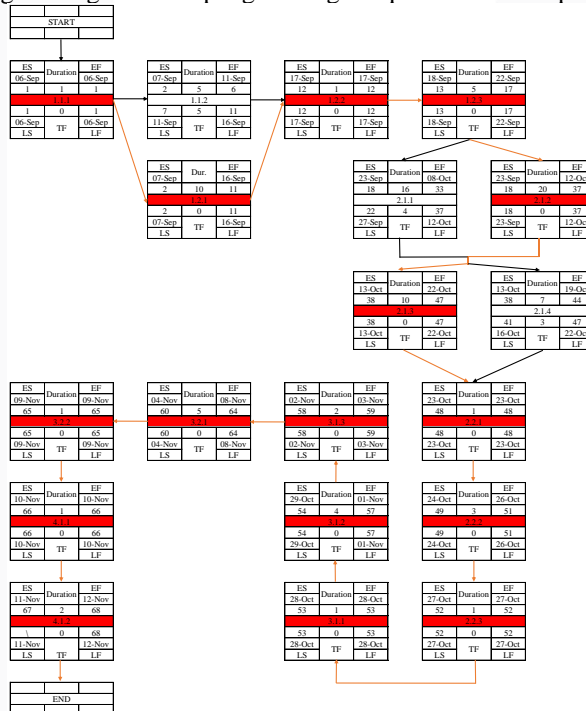 START
ES Duration EF
06-Sep 06-Sep
1 1 1
1.1.1
1 0 1
06-Sep TF 06-Sep
LS LF
ES Duration EF
07-Sep 11-Sep
2 5 6
1.1.2
7 5 11
11-Sep TF 16-Sep
LS LF
ES Duration EF
17-Sep 17-Sep
12 1 12
1.2.2
12 0 12
17-Sep TF 17-Sep
LS LF
ES Duration EF
18-Sep 22-Sep
13 5 17
1.2.3
13 0 17
18-Sep TF 22-Sep
LS LF
ES Dur. EF
07-Sep 16-Sep
2 10 11
1.2.1
2 0 11
07-Sep TF 16-Sep
LS LF
ES Duration EF
23-Sep 08-Oct
18 16 33
2.1.1
22 4 37
27-Sep TF 12-Oct
LS LF
ES Duration EF
23-Sep 12-Oc
18 20 37
2.1.2
18 0 37
23-Sep TF 12-Oc
LS LF
ES Duration EF
13-Oct 22-Oct
38 10 47
2.1.3
38 0 47
13-Oct TF 22-Oct
LS LF
ES Duration EF
13-Oct 19-Oc
38 7 44
2.1.4
41 3 47
16-Oct TF 22-Oc
LS LF
ES Duration EF
09-Nov 09-Nov
65 1 65
3.2.2
65 0 65
09-Nov TF 09-Nov
LS LF
ES Duration EF
04-Nov 08-Nov
60 5 64
3.2.1
60 0 64
04-Nov TF 08-Nov
LS LF
ES Duration EF
02-Nov 03-Nov
58 2 59
3.1.3
58 0 59
02-Nov TF 03-Nov
LS LF
ES Duration EF
23-Oct 23-Oct
48 1 48
2.2.1
48 0 48
23-Oct TF 23-Oct
LS LF
ES Duration EF
10-Nov 10-Nov
66 1 66
4.1.1
66 0 66
10-Nov TF 10-Nov
LS LF
ES Duration EF
29-Oct 01-Nov
54 4 57
3.1.2
54 0 57
29-Oct TF 01-Nov
LS LF
ES Duration EF
24-Oct 26-Oct
49 3 51
2.2.2
49 0 51
24-Oct TF 26-Oct
LS LF
ES Duration EF
11-Nov 12-Nov
67 2 68
4.1.2
\ 0 68
11-Nov TF 12-Nov
LS LF
ES Duration EF
28-Oct 28-Oct
53 1 53
3.1.1
53 0 53
28-Oct TF 28-Oct
LS LF
ES Duration EF
27-Oct 27-Oct
52 1 52
2.2.3
52 0 52
27-Oct TF 27-Oct
LS LF
END